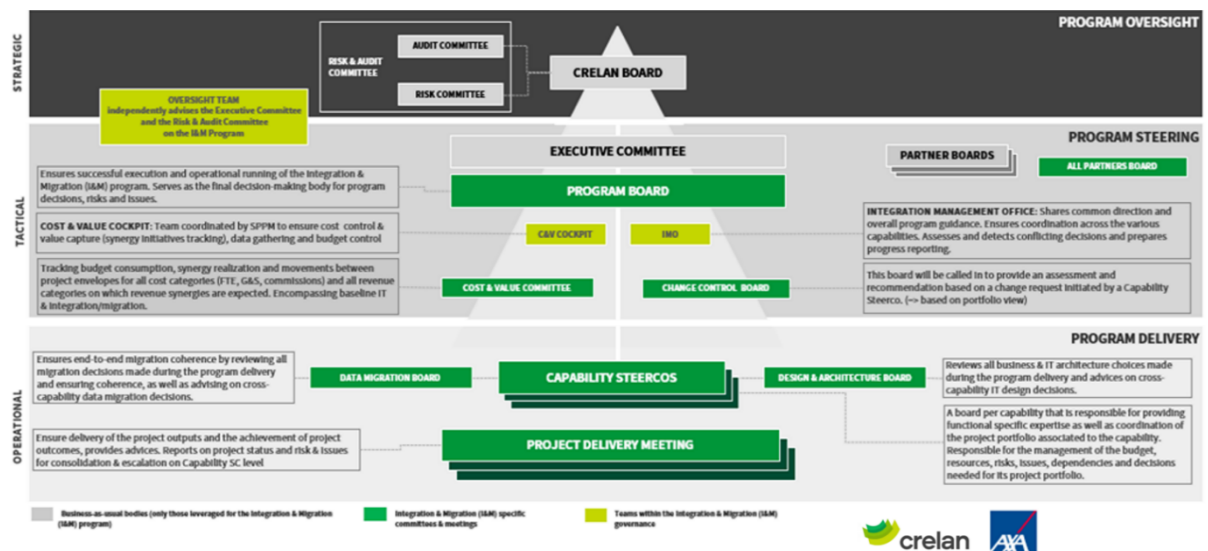 PROGRAM OVERSIGHT
STRATEGIC
RISK & AUDIT
COMMITTEE
AUDIT COMMITTEE
RISK COMMITTEE
CRELAN BOARD
OVERSIGHT TEAM
independently advises the Executive Committee
and the Risk & Audit Committee
on the I&M Program
PROGRAM STEERING
TACTICAL
EXECUTIVE COMMITTEE
PARTNER BOARDS
ALL PARTNERS BOARD
Ensures successful execution and operational running of the Integration &
Migration (I&M) program. Serves as the final decision-making body for program
decisions, risks and issues.
PROGRAM BOARD
COST & VALUE COCKPIT: Team coordinated by SPPM to ensure cost control &
value capture (synergy initiatives tracking), data gathering and budget control
C&V COCKPIT
IMO
INTEGRATION MANAGEMENT OFFICE: Shares common direction and
overall program guidance. Ensures coordination across the various
capabilities. Assesses and detects conflicting decisions and prepares
progress reporting.
Tracking budget consumption, synergy realization and movements between
project envelopes for all cost categories (FTE, G&S, commissions) and all revenue
categories on which revenue synergies are expected. Encompassing baseline IT
& integration/migration.
COST & VALUE COMMITTEE
CHANGE CONTROL BOARD
This board will be called in to provide an assessment and
recommendation based on a change request initiated by a Capability
Steerco. (~> based on portfolio view)
PROGRAM DELIVERY
OPERATIONAL
Ensures end-to-end migration coherence by reviewing all
migration decisions made during the program delivery
and ensuring coherence, as well as advising on cross-
capability data migration decisions.
DATA MIGRATION BOARD
CAPABILITY STEERCOS
DESIGN & ARCHITECTURE BOARD
Reviews all business & IT architecture choices made
during the program delivery and advices on cross-
capability IT design decisions.
Ensure delivery of the project outputs and the achievement of project
outcomes, provides advices. Reports on project status and risk & issues
for consolidation & escalation on Capability SC level
PROJECT DELIVERY MEETING
A board per capability that is responsible for providing
functional specific expertise as well as coordination of
the project portfolio associated to the capability.
Responsible for the management of the budget,
resources, risks, issues, dependencies and decisions
needed for its project portfolio.
Business-as-usual bodies (only those leveraged for the Integration & Migration
(I&M) program)
Integration & Migration (I&M) specific
committees & meetings
Teams within the Integration & Migration (I&M)
governance
crelan
AXA